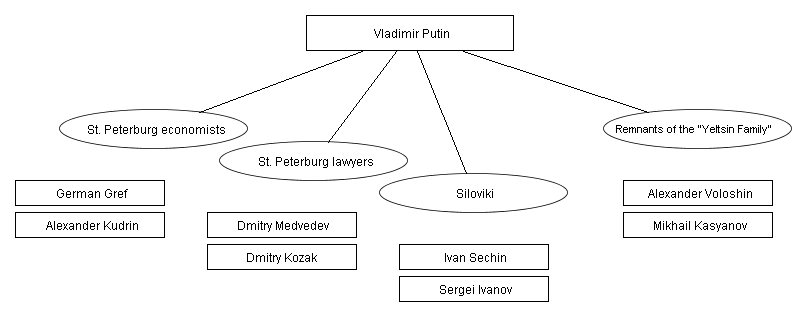 Vladimir Putin
St. Peterburg economists
St. Peterburg lawyers
Siloviki
Remnants of the "Yeltsin Family"
German Gref
Alexander Kudrin
Dmitry Medvedev
Dmitry Kozak
Ivan Sechin
Sergei Ivanov
Alexander Voloshin
Mikhail Kasyanov